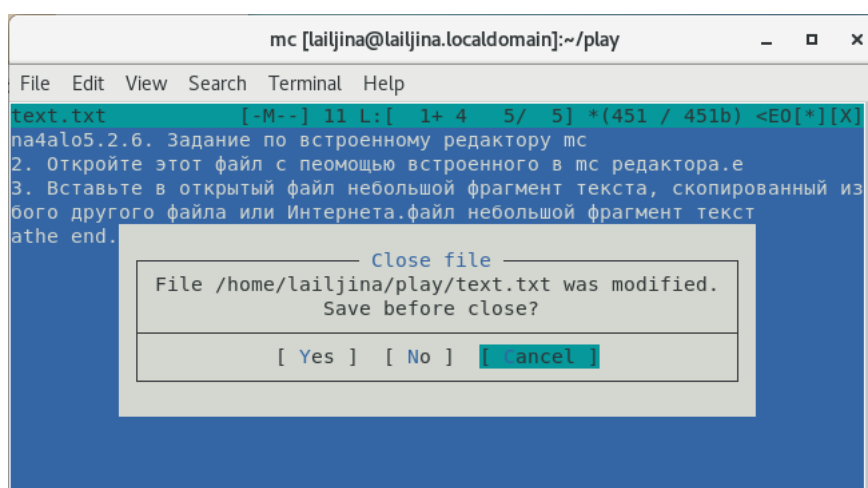 mc [lailjina@lailjina.localdomain]:~/play
File Edit View Search Terminal Help
text.txt [-M--] 11 L:[ 1+ 4 5/ 5] *(451 / 451b) <EO[*][X]
na4alo5.2.6. Задание по встроенному редактору mc
2. Откройте этот файл с пеомощью встроенного в mc редактора.е
3. Вставьте в открытый файл небольшой фрагмент текста, скопированный из
бого другого файла или Интернета.файл небольшой фрагмент текст
athe end.
Close file
File /home/lailjina/play/text.txt was modified.
Save before close?
[ Yes ] [ No ] [ Cancel ]